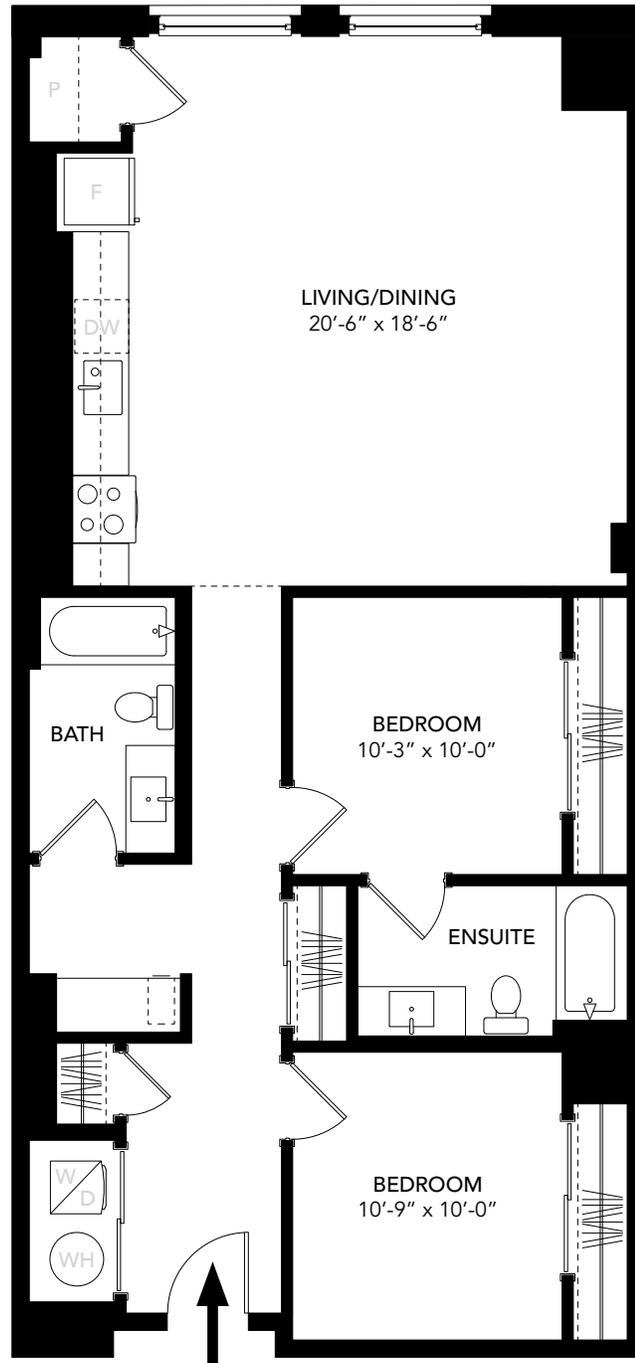 P
F
LIVING/DINING
20’-6” x 18’-6”
DW
BATH
BEDROOM
10’-3” x 10’-0”
ENSUITE
BEDROOM
10’-9” x 10’-0”
W
D
WH